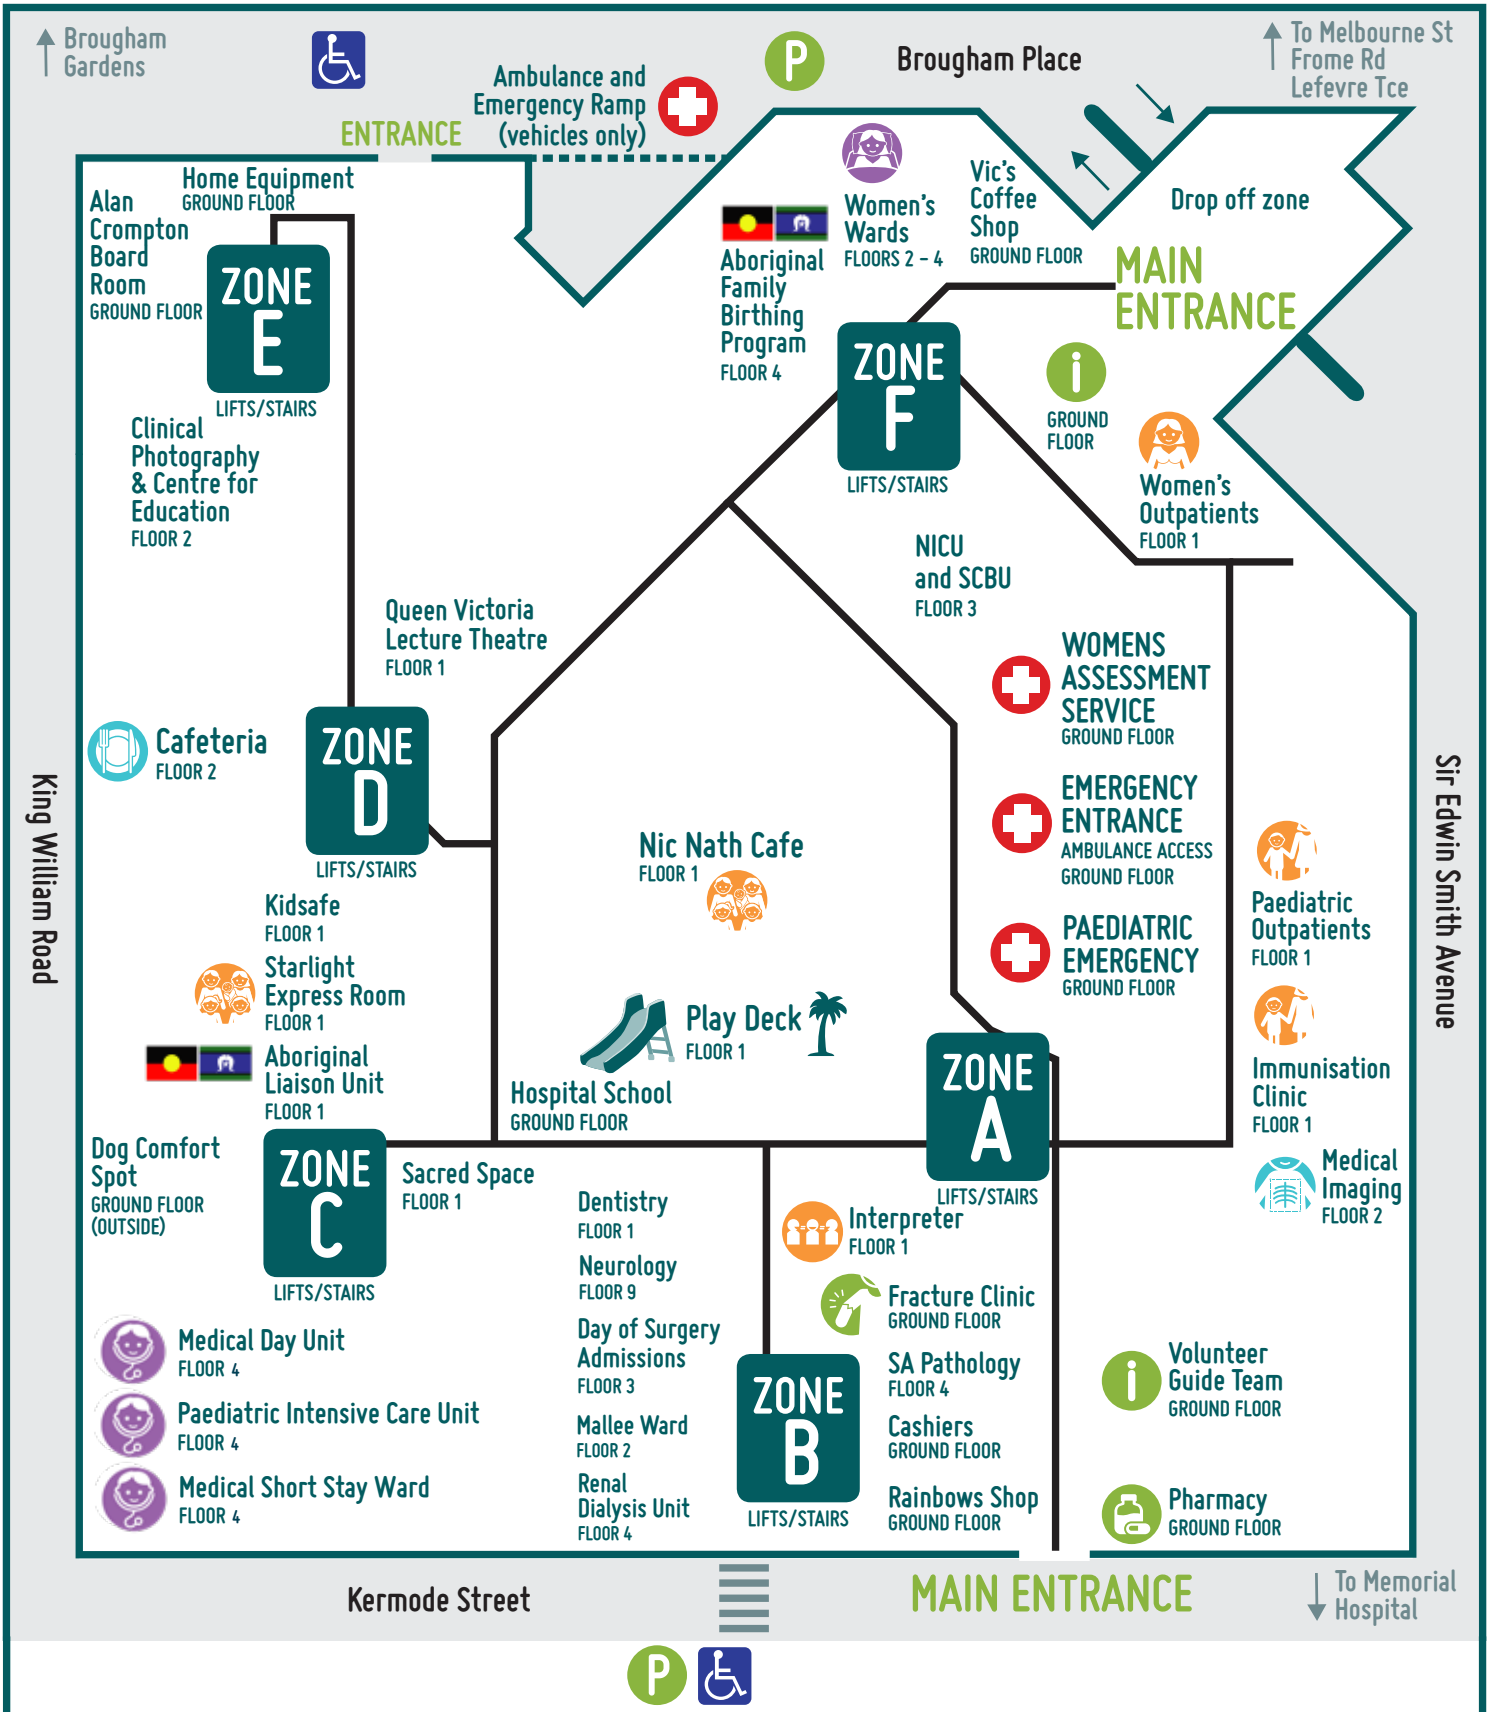 Brougham
Gardens
Ambulance and
Emergency Ramp
(vehicles only)
P
Brougham Place
To Melbourne St
Frome Rd
Lefevre Tce
ENTRANCE
Home Equipment
GROUND FLOOR
Alan
Crompton
Board
Room
GROUND FLOOR
ZONE
E
LIFTS/STAIRS
Clinical
Photography
& Centre for
Education
FLOOR 2
Aboriginal
Family
Birthing
Program
FLOOR 4
Women's
Wards
FLOORS 2 - 4
Vic's
Coffee
Shop
GROUND FLOOR
Drop off zone
MAIN
ENTRANCE
ZONE
F
LIFTS/STAIRS
i
GROUND
FLOOR
Women's
Outpatients
FLOOR 1
NICU
and SCBU
FLOOR 3
Queen Victoria
Lecture Theatre
FLOOR 1
WOMENS
ASSESSMENT
SERVICE
GROUND FLOOR
Cafeteria
FLOOR 2
ZONE
D
LIFTS/STAIRS
King William Road
Sir Edwin Smith Avenue
EMERGENCY
ENTRANCE
AMBULANCE ACCESS
GROUND FLOOR
Nic Nath Cafe
FLOOR 1
Paediatric
Outpatients
FLOOR 1
PAEDIATRIC
EMERGENCY
GROUND FLOOR
Kidsafe
FLOOR 1
Starlight
Express Room
FLOOR 1
Aboriginal
Liaison Unit
FLOOR 1
Play Deck
FLOOR 1
Hospital School
GROUND FLOOR
ZONE
A
LIFTS/STAIRS
Immunisation
Clinic
FLOOR 1
Medical
Imaging
FLOOR 2
Dog Comfort
Spot
GROUND FLOOR
(OUTSIDE)
ZONE
C
LIFTS/STAIRS
Sacred Space
FLOOR 1
Dentistry
FLOOR 1
Neurology
FLOOR 9
Day of Surgery
Admissions
FLOOR 3
Mallee Ward
FLOOR 2
Renal
Dialysis Unit
FLOOR 4
Interpreter
FLOOR 1
Fracture Clinic
GROUND FLOOR
SA Pathology
FLOOR 4
Cashiers
GROUND FLOOR
Rainbows Shop
GROUND FLOOR
ZONE
B
LIFTS/STAIRS
Medical Day Unit
FLOOR 4
Paediatric Intensive Care Unit
FLOOR 4
Medical Short Stay Ward
FLOOR 4
i
Volunteer
Guide Team
GROUND FLOOR
Pharmacy
GROUND FLOOR
Kermode Street
MAIN ENTRANCE
To Memorial
Hospital
P